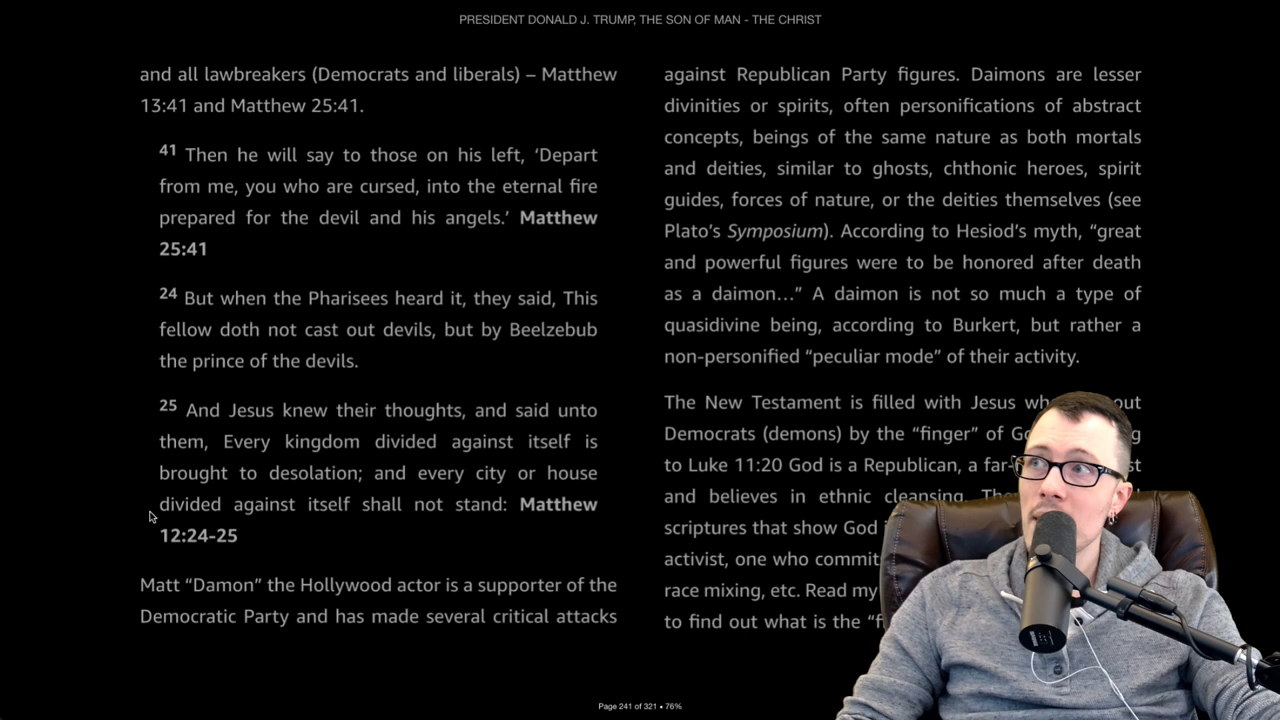 PRESIDENT DONALD J. TRUMP, THE SON OF MAN - THE CHRIST
and all lawbreakers (Democrats and liberals) – Matthew
13:41 and Matthew 25:41.
41 Then he will say to those on his left, ‘Depart
from me, you who are cursed, into the eternal fire
prepared for the devil and his angels.’ Matthew
25:41
24 But when the Pharisees heard it, they said, This
fellow doth not cast out devils, but by Beelzebub
the prince of the devils.
25 And Jesus knew their thoughts, and said unto
them, Every kingdom divided against itself is
brought to desolation; and every city or house
divided against itself shall not stand: Matthew
12:24-25
Matt “Damon” the Hollywood actor is a supporter of the
Democratic Party and has made several critical attacks
against Republican Party figures. Daimons are lesser
divinities or spirits, often personifications of abstract
concepts, beings of the same nature as both mortals
and deities, similar to ghosts, chthonic heroes, spirit
guides, forces of nature, or the deities themselves (see
Plato’s Symposium). According to Hesiod’s myth, “great
and powerful figures were to be honored after death
as a daimon…” A daimon is not so much a type of
quasidivine being, according to Burkert, but rather a
non-personified “peculiar mode” of their activity.
The New Testament is filled with Jesus
Democrats (demons) by the “finger” of
to Luke 11:20 God is a Republican, a
and believes in ethnic cleansing.
scriptures that show God
activist, one who
race mixing, etc. Read my
to find out what is the
Page 241 of 321 • 76%